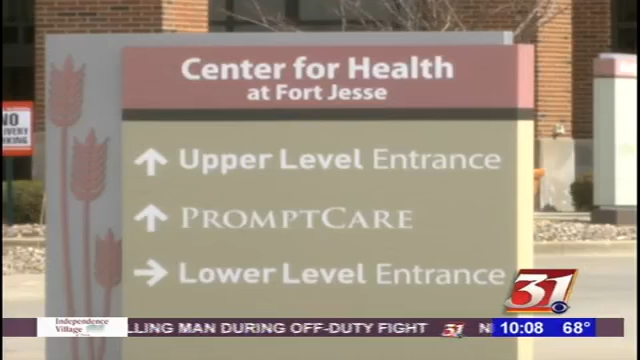 Center for Health
at Fort Jesse
Upper Level Entrance
PROMPTCARE
Lower Level Entrance
NO
31
Independence
Village
LLING MAN DURING OFF-DUTY FIGHT
31
10:08 68°